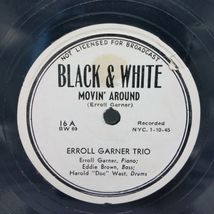 NOT LICENSED FOR BROADCAST
BLACK & WHITE
MOVIN' AROUND
(Erroll Garner)
16 A
BW 69
Recorded
NYC. 1-10-45
ERROLL GARNER TRIO
Erroll Garner, Piano;
Eddie Brown, Bass;
Harold "Doc" West, Drums